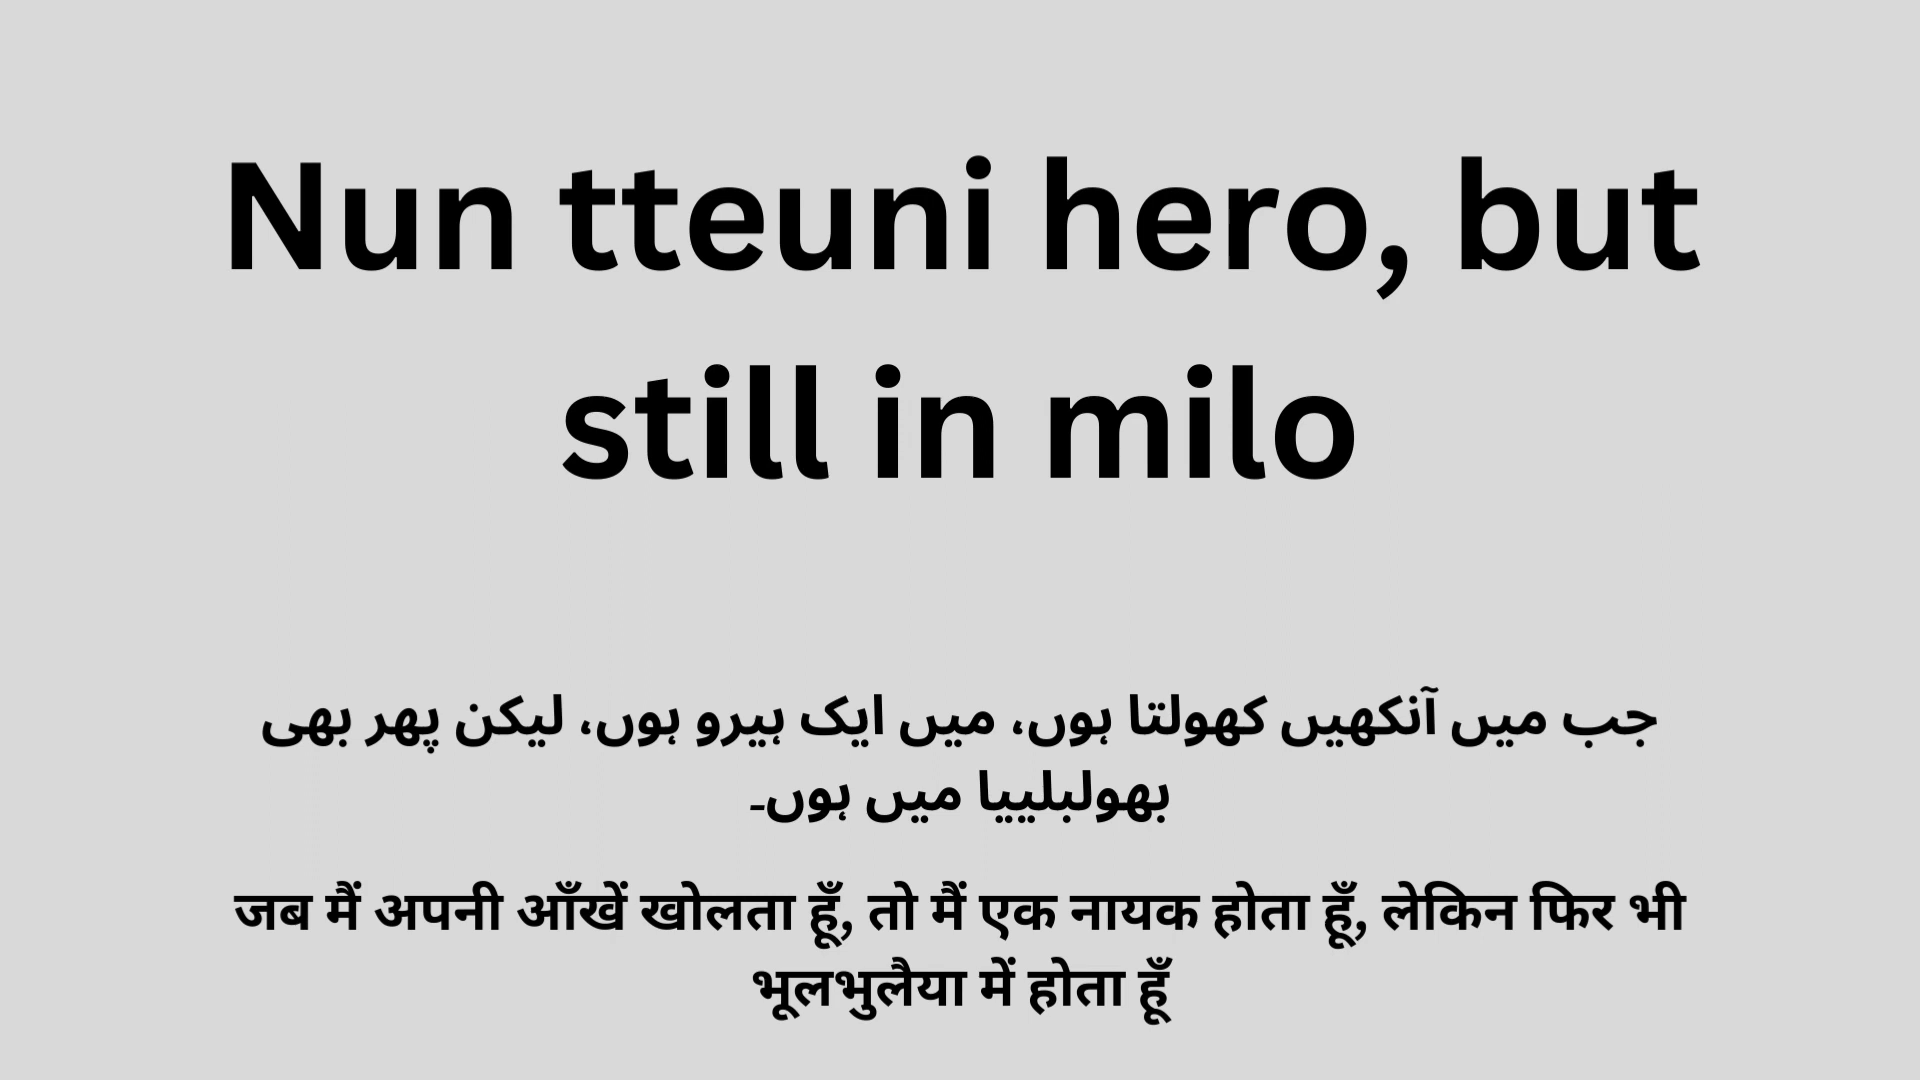 Nun tteuni hero, but
still in milo
جب میں آنکھیں کھولتا ہوں، میں ایک ہیرو ہوں، لیکن پھر بھی
بھولبلییا میں ہوں۔
जब मैं अपनी आँखें खोलता हूँ, तो मैं एक नायक होता हूँ, लेकिन फिर भी
भूलभुलैया में होता हूँ